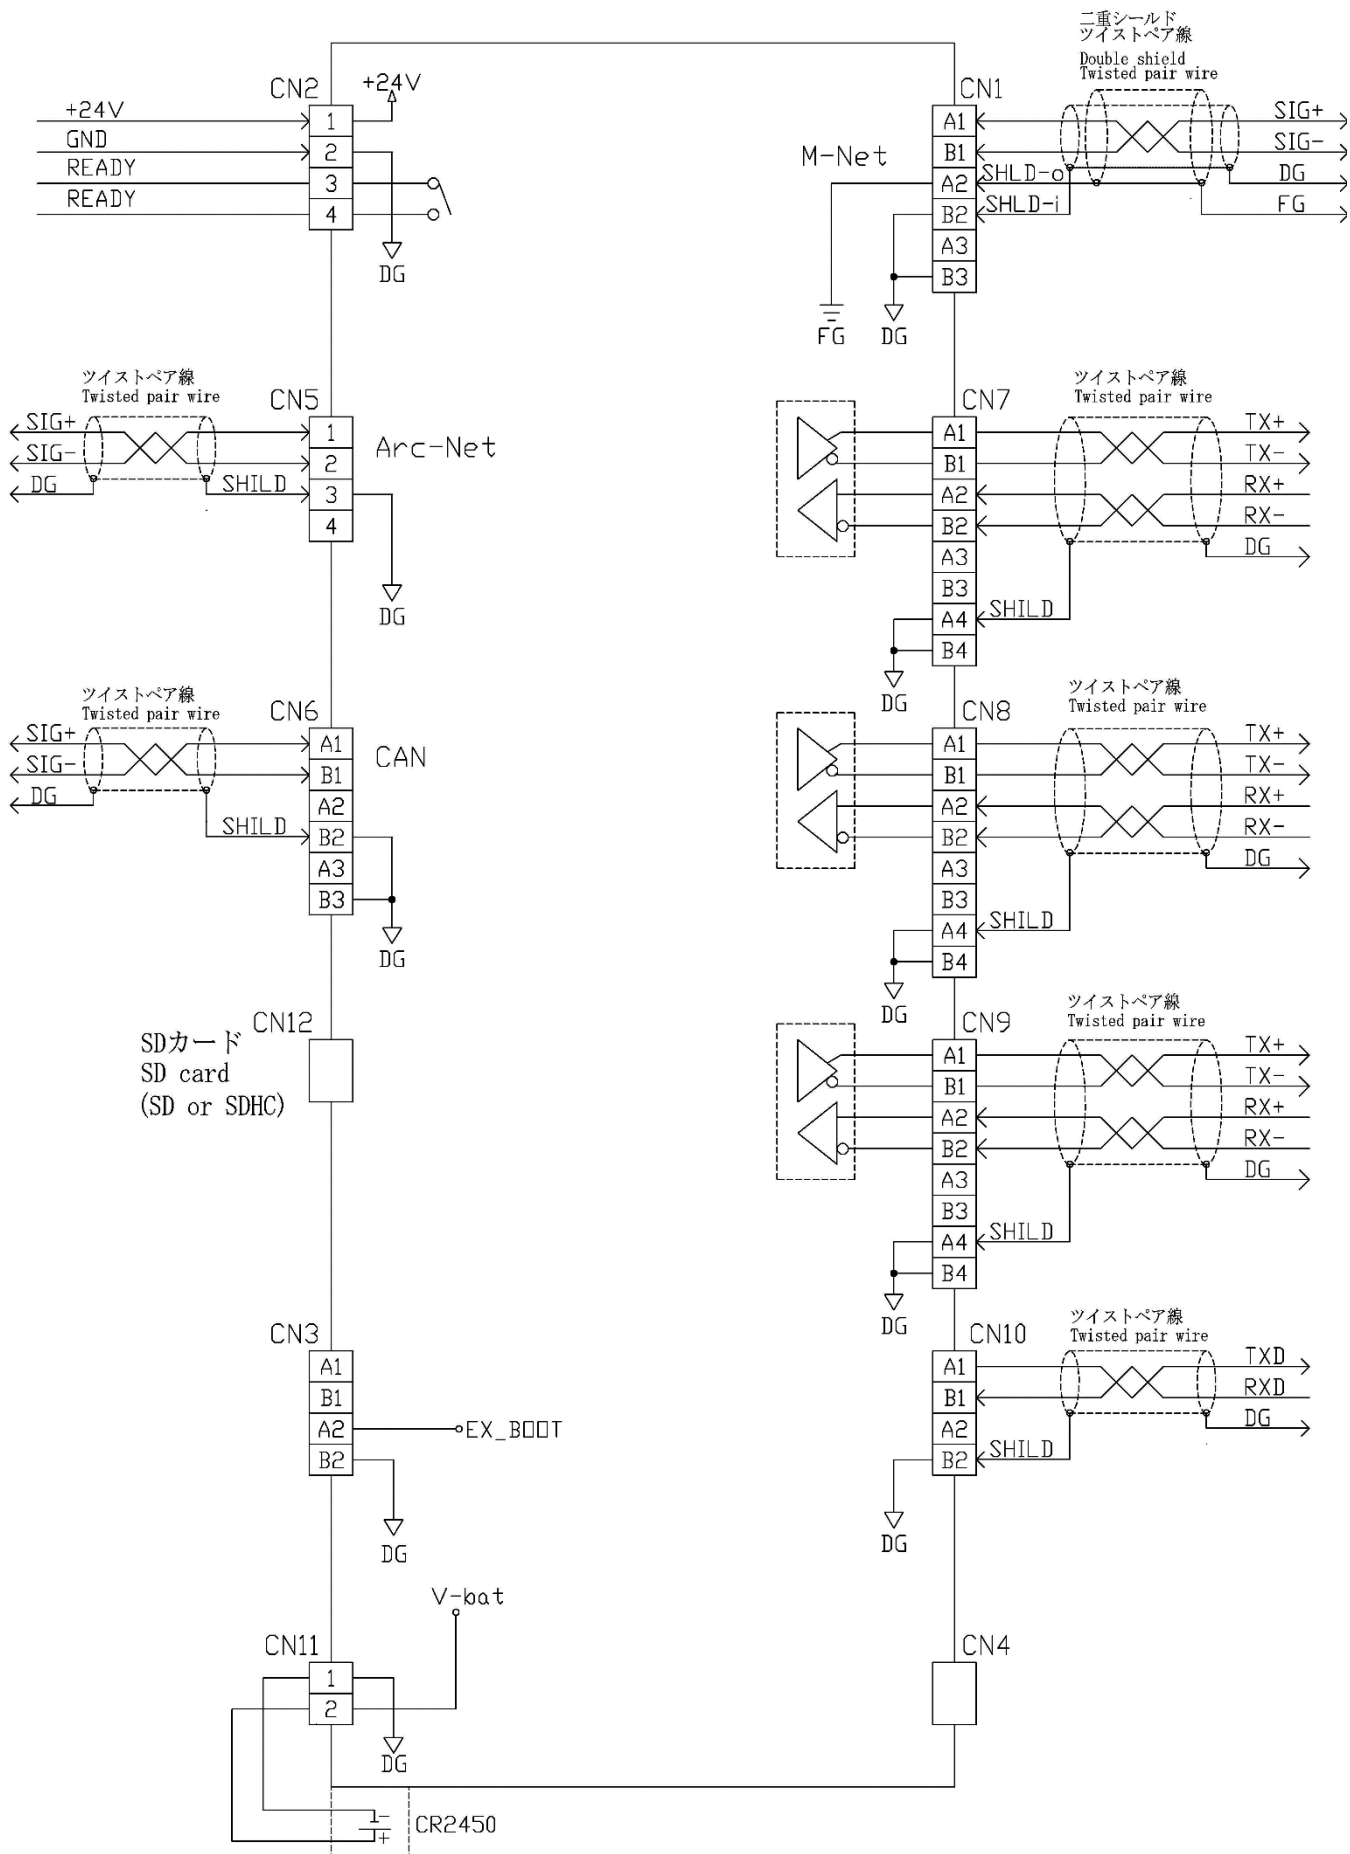 CN2
+24V
+24V
GND
READY
READY
1
2
3
4
DG
二重シールド
ツイストペア線
Double shield
Twisted pair wire
CN1
M-Net
A1
B1
A2
B2
A3
B3
SHLD-o
SHLD-i
SIG+
SIG-
DG
FG
FG
DG
ツイストペア線
Twisted pair wire
CN5
Arc-Net
SIG+
SIG-
DG
SHILD
1
2
3
4
DG
ツイストペア線
Twisted pair wire
CN7
A1
B1
A2
B2
A3
B3
A4
B4
TX+
TX-
RX+
RX-
DG
SHILD
DG
ツイストペア線
Twisted pair wire
CN6
CAN
SIG+
SIG-
DG
SHILD
A1
B1
A2
B2
A3
B3
DG
ツイストペア線
Twisted pair wire
CN8
A1
B1
A2
B2
A3
B3
A4
B4
TX+
TX-
RX+
RX-
DG
SHILD
DG
CN12
SDカード
SD card
(SD or SDHC)
ツイストペア線
Twisted pair wire
CN9
A1
B1
A2
B2
A3
B3
A4
B4
TX+
TX-
RX+
RX-
DG
SHILD
DG
CN3
A1
B1
A2
B2
EX_BOOT
DG
ツイストペア線
Twisted pair wire
CN10
A1
B1
A2
B2
TXD
RXD
DG
SHILD
DG
V-bat
CN11
1
2
DG
-
+
CR2450
CN4